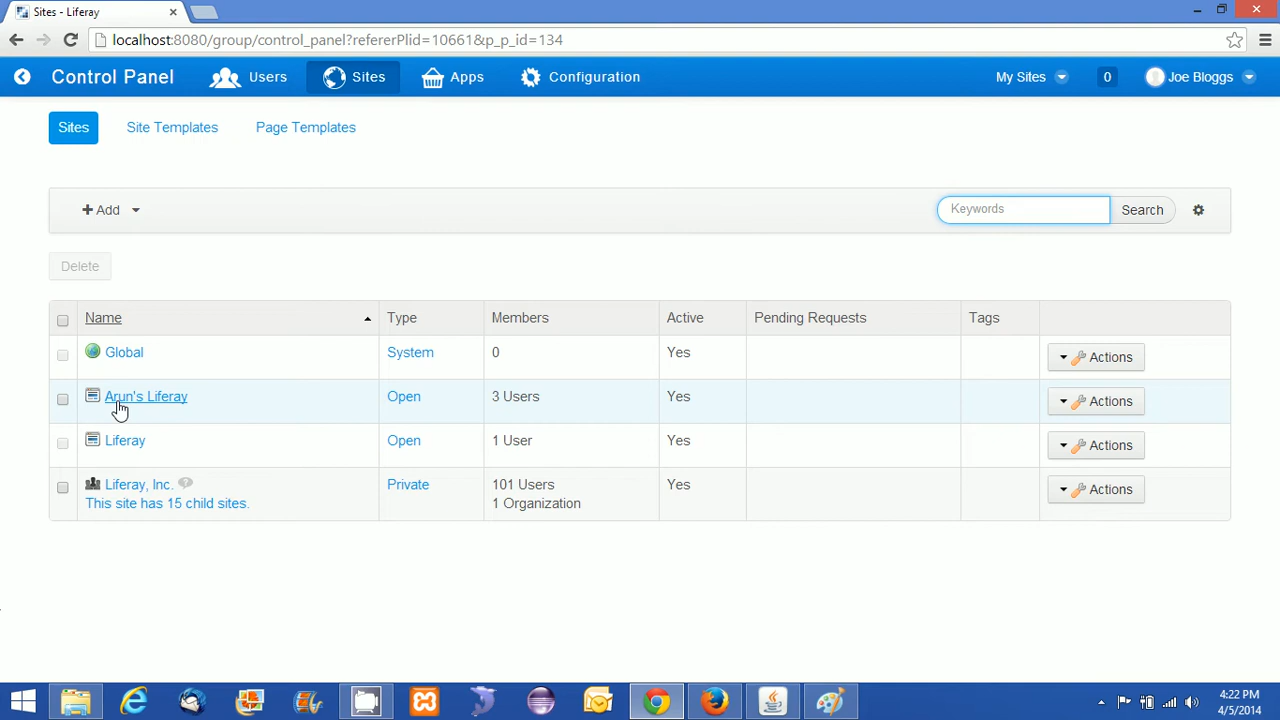 Sites - Liferay
localhost:8080/group/control_panel?refererPlid=10661&p_p_id=134
Control Panel Users Sites Apps Configuration My Sites 0 Joe Bloggs
Sites Site Templates Page Templates
Add Keywords Search
Delete
Name Type Members Active Pending Requests Tags
Global System 0 Yes Actions
Arun's Liferay Open 3 Users Yes Actions
Liferay Open 1 User Yes Actions
Liferay, Inc. Private 101 Users Yes Actions
This site has 15 child sites. 1 Organization
4:22 PM
4/5/2014